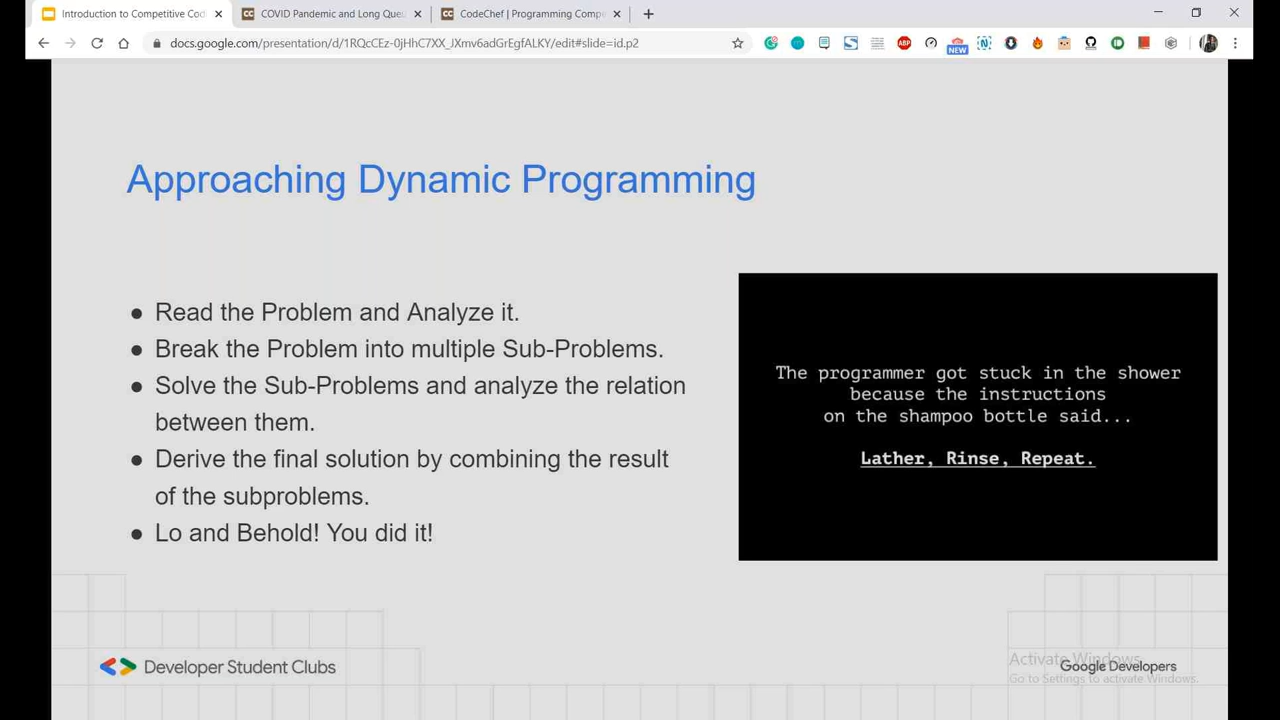 Introduction to Competitive Cod
COVID Pandemic and Long Que
CodeChef | Programming Compe
docs.google.com/presentation/d/1RQcCEz-0jHhC7XX_JXmv6adGrEgfALKY/edit#slide=id.p2
ABP
NEW
Approaching Dynamic Programming
● Read the Problem and Analyze it.
● Break the Problem into multiple Sub-Problems.
● Solve the Sub-Problems and analyze the relation
between them.
● Derive the final solution by combining the result
of the subproblems.
● Lo and Behold! You did it!
The programmer got stuck in the shower
because the instructions
on the shampoo bottle said...
Lather, Rinse, Repeat.
Developer Student Clubs
Activate Windows
Google Developers
Go to Settings to activate Windows.